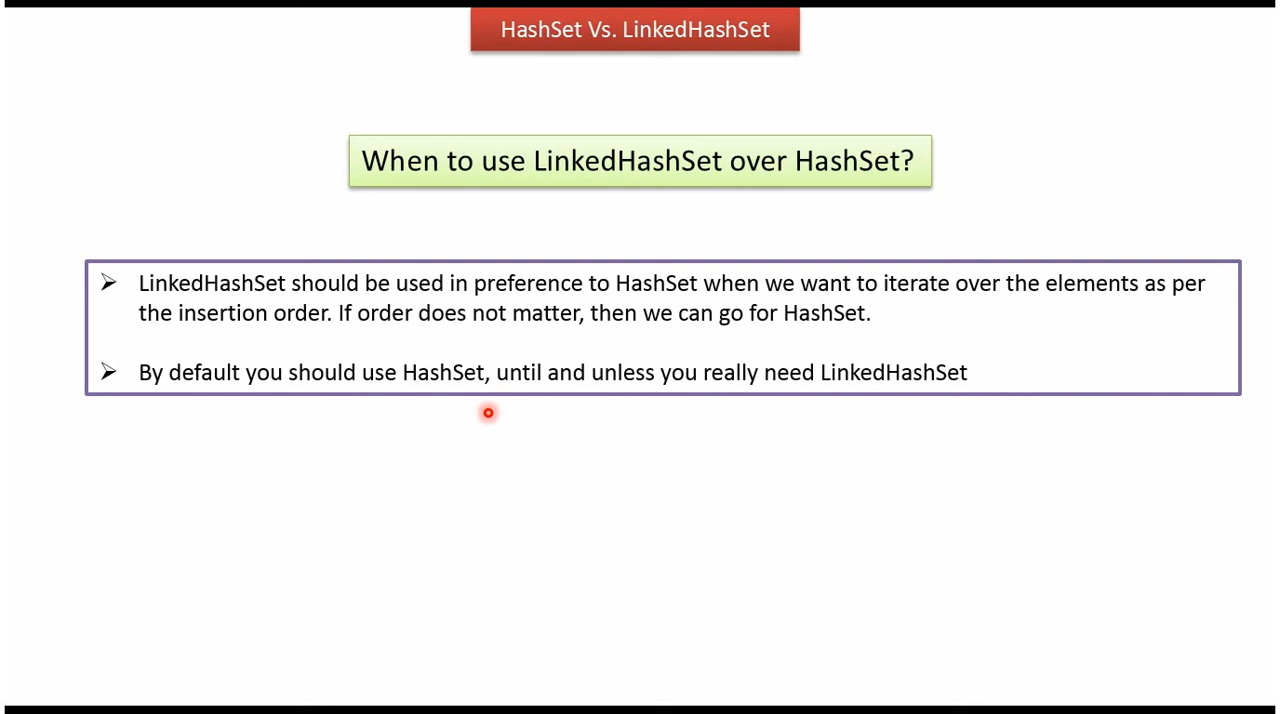 HashSet Vs. LinkedHashSet
When to use LinkedHashSet over HashSet?
LinkedHashSet should be used in preference to HashSet when we want to iterate over the elements as per
the insertion order. If order does not matter, then we can go for HashSet.
By default you should use HashSet, until and unless you really need LinkedHashSet